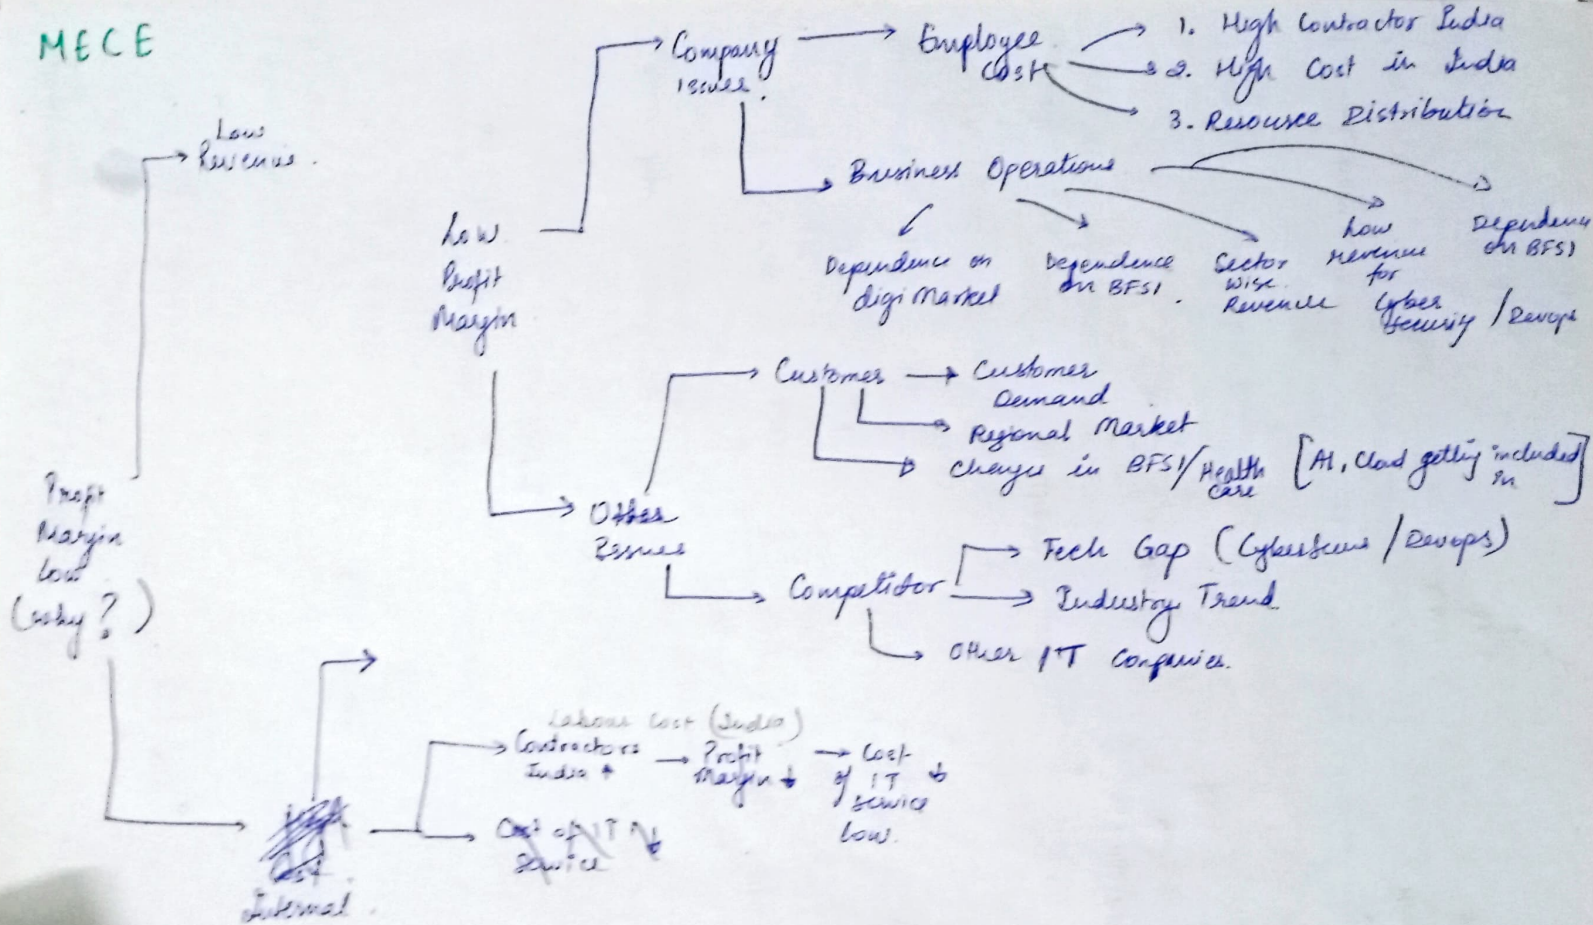 MECE
Low
Revenue.
Low
Profit
Margin
Company
Issues.
Employee
Cost
1. High Contractor India
2. High Cost in India
3. Resource Distribution
Business Operations
Dependence on
digi Market
Dependence
on BFSI.
Sector
wise
Revenue
Low
revenue
for
Cyber
security / Devops
Dependence
on BFSI
Other
Issues
Customer
Customer
Demand
Regional Market
Change in BFSI / Health
Care
[AI, Cloud getting included
in]
Competitor
Tech Gap (Cybersecure / Devops)
Industry Trend
Other IT Companies.
Profit
Margin
Low
(why?)
Internal.
Labour Cost (India)
Contractors
India ↑
Profit
Margin ↓
Cost
of IT ↓
service
Low.
Cost of IT ↓
Service